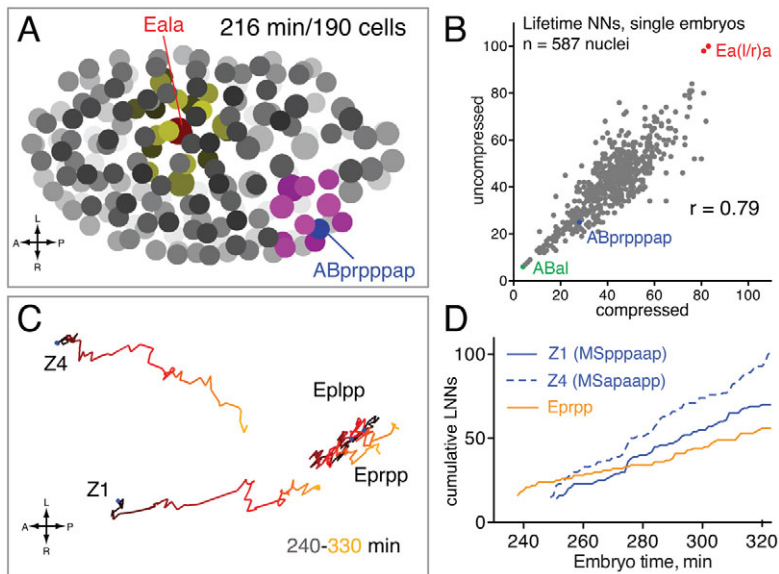 A
Eala
216 min/190 cells
L
A P
R
ABprpppap
B
Lifetime NNs, single embryos
n = 587 nuclei
Ea(l/r)a
100
80
60
40
20
0
uncompressed
r = 0.79
ABprpppap
ABal
0 20 40 60 80 100
compressed
C
Z4
Eplpp
Eprpp
Z1
L
A P
R
240-330 min
D
Z1 (MSpppaap)
Z4 (MSapaapp)
Eprpp
100
50
0
cumulative LNNs
240 260 280 300 320
Embryo time, min